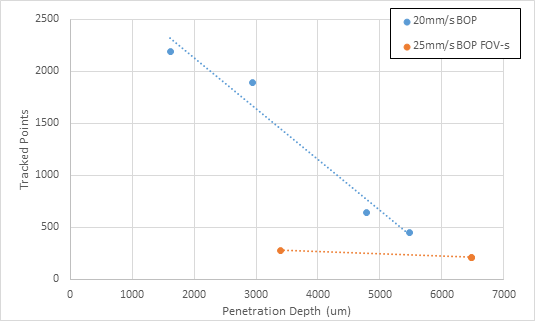 2500
2000
1500
1000
500
0
0 1000 2000 3000 4000 5000 6000 7000
Tracked Points
Penetration Depth (um)
20mm/s BOP
25mm/s BOP FOV-s